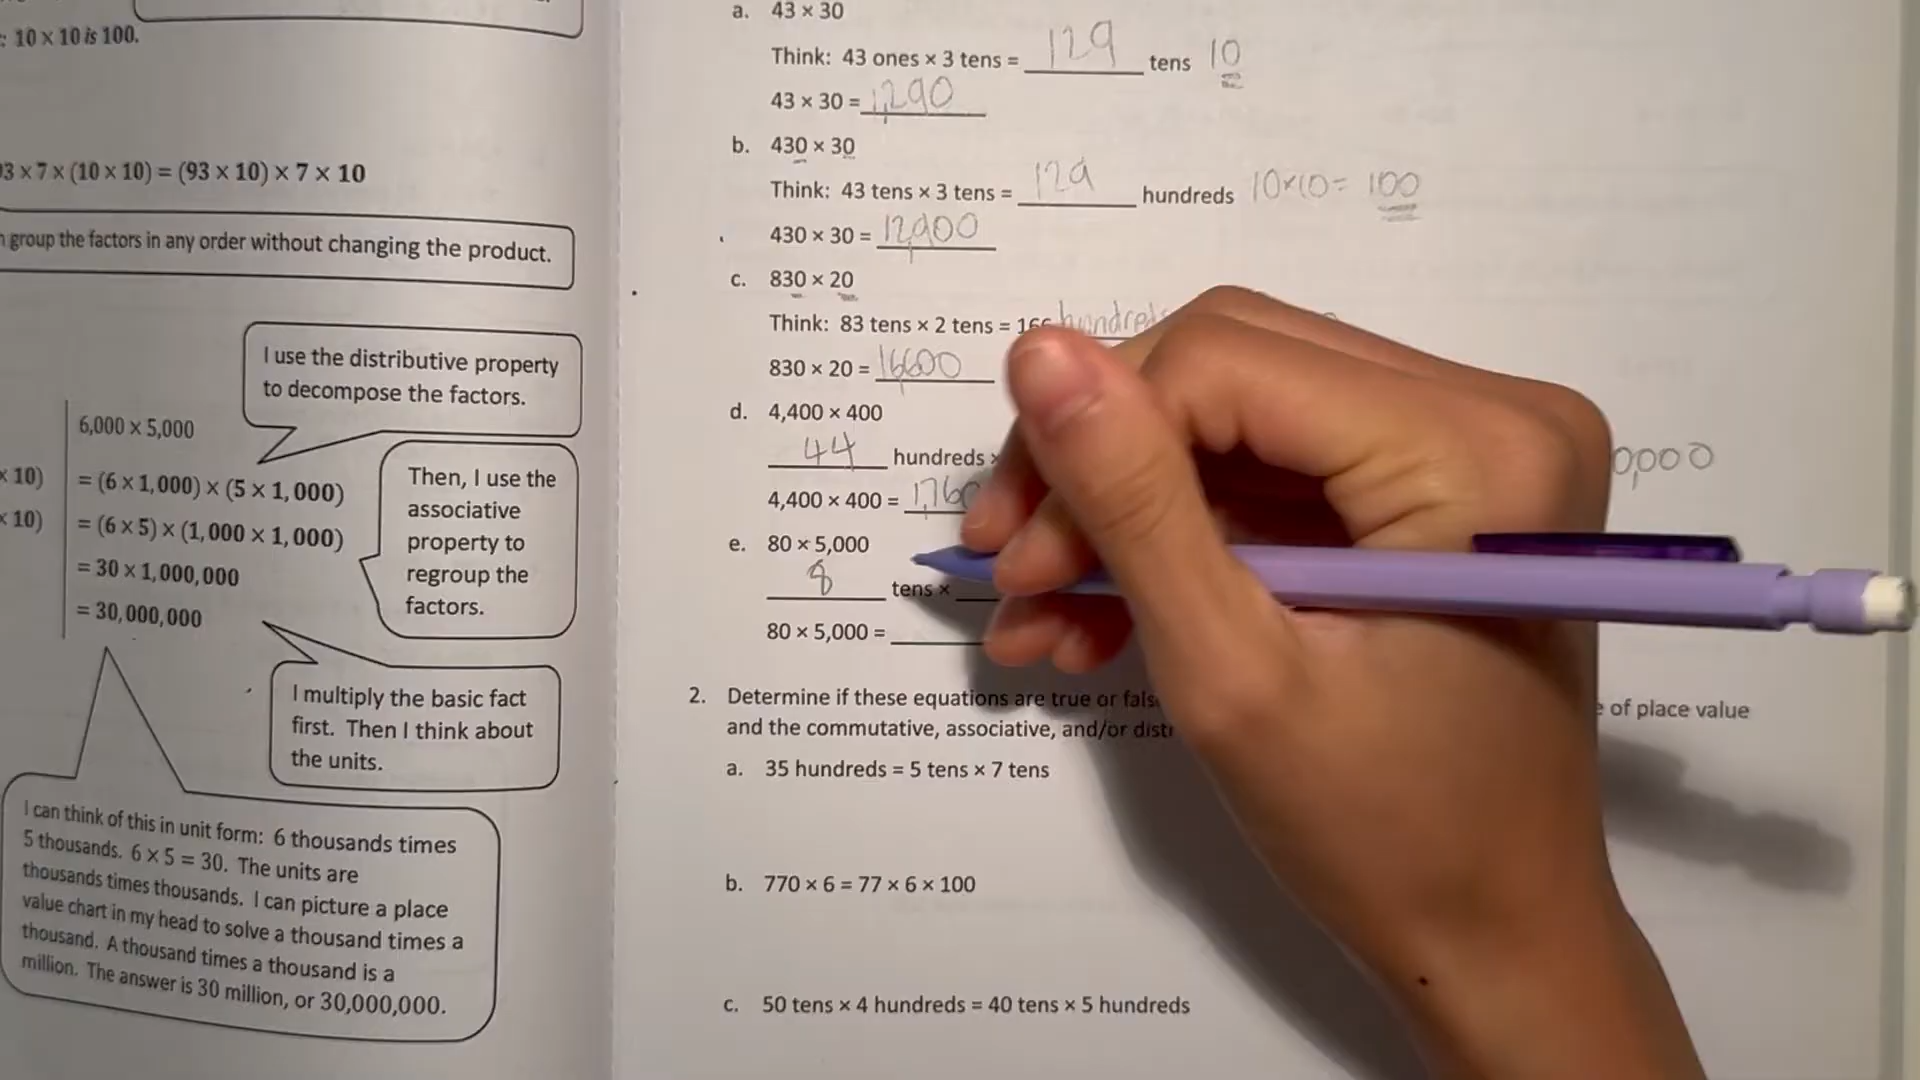 : 10 × 10 is 100.
93 × 7 × (10 × 10) = (93 × 10) × 7 × 10
group the factors in any order without changing the product.
I use the distributive property
to decompose the factors.
6,000 × 5,000
× 10)
= (6 × 1,000) × (5 × 1,000)
× 10)
= (6 × 5) × (1,000 × 1,000)
= 30 × 1,000,000
= 30,000,000
Then, I use the
associative
property to
regroup the
factors.
I multiply the basic fact
first. Then I think about
the units.
I can think of this in unit form: 6 thousands times
5 thousands. 6 × 5 = 30. The units are
thousands times thousands. I can picture a place
value chart in my head to solve a thousand times a
thousand. A thousand times a thousand is a
million. The answer is 30 million, or 30,000,000.
a. 43 × 30
Think: 43 ones × 3 tens = 129 tens 10
43 × 30 = 1,290
b. 430 × 30
Think: 43 tens × 3 tens = 129 hundreds 10×10= 100
430 × 30 = 12,900
c. 830 × 20
Think: 83 tens × 2 tens = 166 hundreds
830 × 20 = 16,600
d. 4,400 × 400
44 hundreds × 0,000
4,400 × 400 = 1,760
e. 80 × 5,000
8 tens ×
80 × 5,000 =
2. Determine if these equations are true or of place value
and the commutative, associative, and/or
a. 35 hundreds = 5 tens × 7 tens
b. 770 × 6 = 77 × 6 × 100
c. 50 tens × 4 hundreds = 40 tens × 5 hundreds